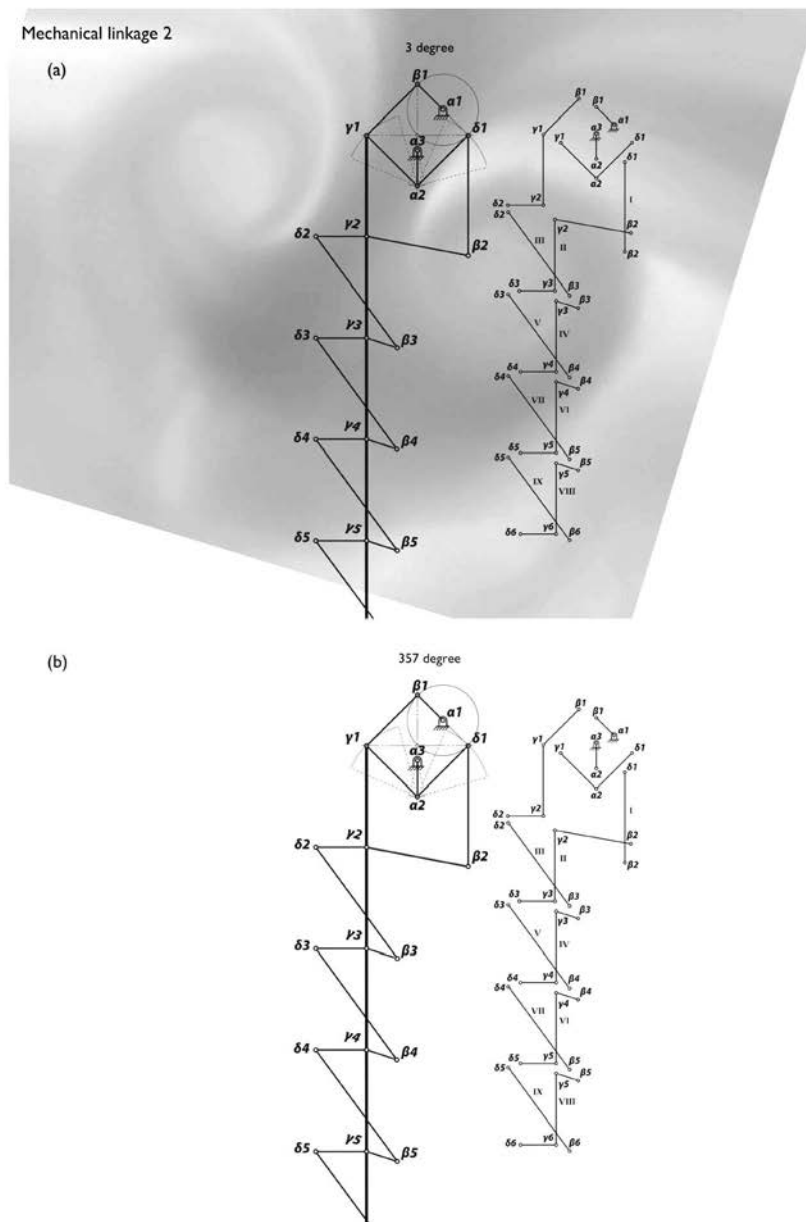 Mechanical linkage 2
(a)
3 degree
β1
α1
γ1
α3
δ1
α2
δ2
γ2
β2
δ3
γ3
β3
δ4
γ4
β4
δ5
γ5
β5
β1
β1
α1
γ1
γ1
α3
δ1
δ1
α2
I
δ2
γ2
δ2
γ2
β2
β2
III
II
δ3
γ3
β3
δ3
γ3
β3
V
IV
δ4
γ4
β4
δ4
γ4
β4
VII
VI
δ5
γ5
β5
δ5
γ5
β5
IX
VIII
δ6
γ6
β6
(b)
357 degree
β1
α1
γ1
α3
δ1
α2
δ2
γ2
β2
δ3
γ3
β3
δ4
γ4
β4
δ5
γ5
β5
β1
β1
α1
γ1
γ1
α3
δ1
δ1
α2
I
δ2
γ2
δ2
γ2
β2
β2
III
II
δ3
γ3
β3
δ3
γ3
β3
V
IV
δ4
γ4
β4
δ4
γ4
β4
VII
VI
δ5
γ5
β5
δ5
γ5
β5
IX
VIII
δ6
γ6
β6